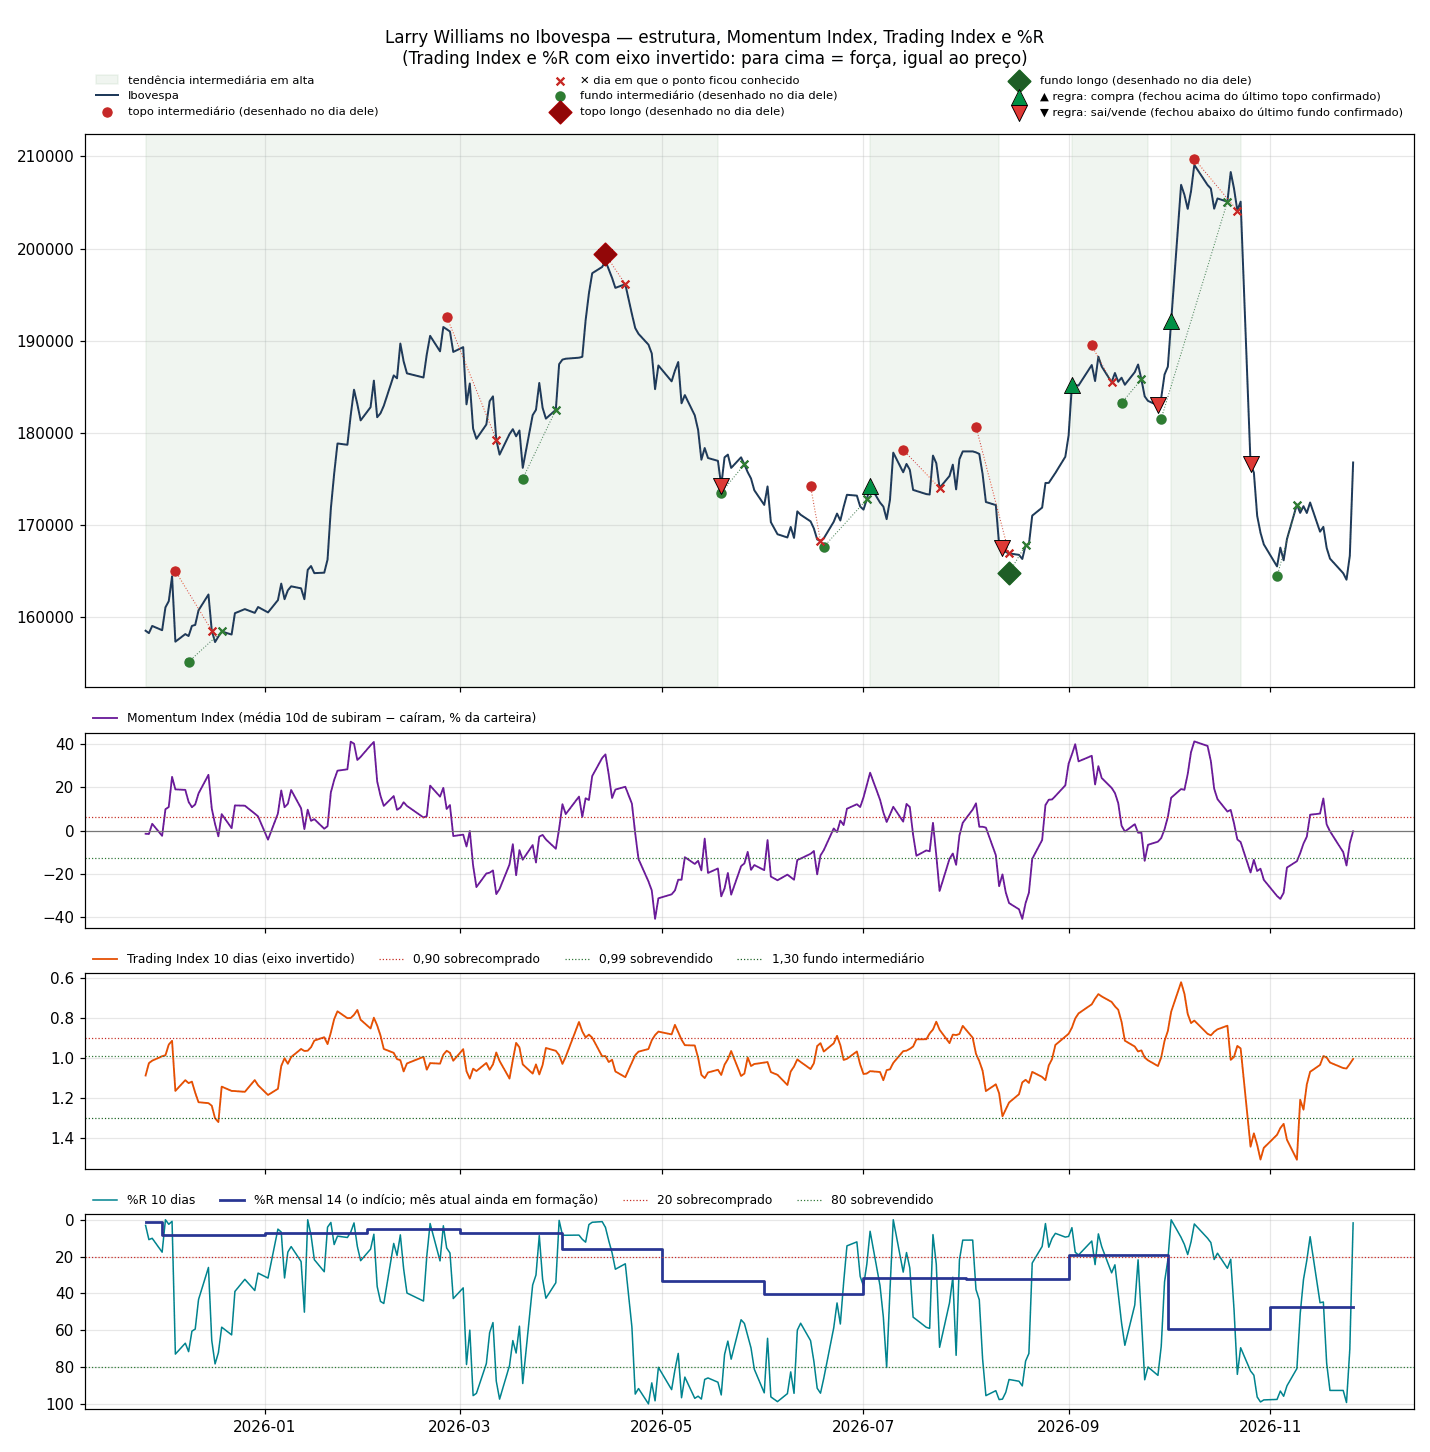 Larry Williams no Ibovespa — estrutura, Momentum Index, Trading Index e %R
(Trading Index e %R com eixo invertido: para cima = força, igual ao preço)
tendência intermediária em alta
Ibovespa
topo intermediário (desenhado no dia dele)
× dia em que o ponto ficou conhecido
fundo intermediário (desenhado no dia dele)
topo longo (desenhado no dia dele)
fundo longo (desenhado no dia dele)
▲ regra: compra (fechou acima do último topo confirmado)
▼ regra: sai/vende (fechou abaixo do último fundo confirmado)
210000
200000
190000
180000
170000
160000
Momentum Index (média 10d de subiram − caíram, % da carteira)
40
20
0
−20
−40
Trading Index 10 dias (eixo invertido)
0,90 sobrecomprado
0,99 sobrevendido
1,30 fundo intermediário
0.6
0.8
1.0
1.2
1.4
%R 10 dias
%R mensal 14 (o indício; mês atual ainda em formação)
20 sobrecomprado
80 sobrevendido
0
20
40
60
80
100
2026-01
2026-03
2026-05
2026-07
2026-09
2026-11